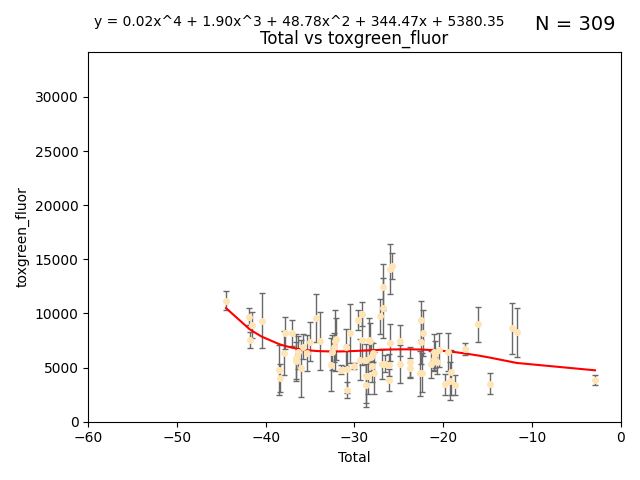 y = 0.02x^4 + 1.90x^3 + 48.78x^2 + 344.47x + 5380.35
N = 309
Total vs toxgreen_fluor
30000
25000
20000
15000
10000
5000
0
toxgreen_fluor
−60
−50
−40
−30
−20
−10
0
Total